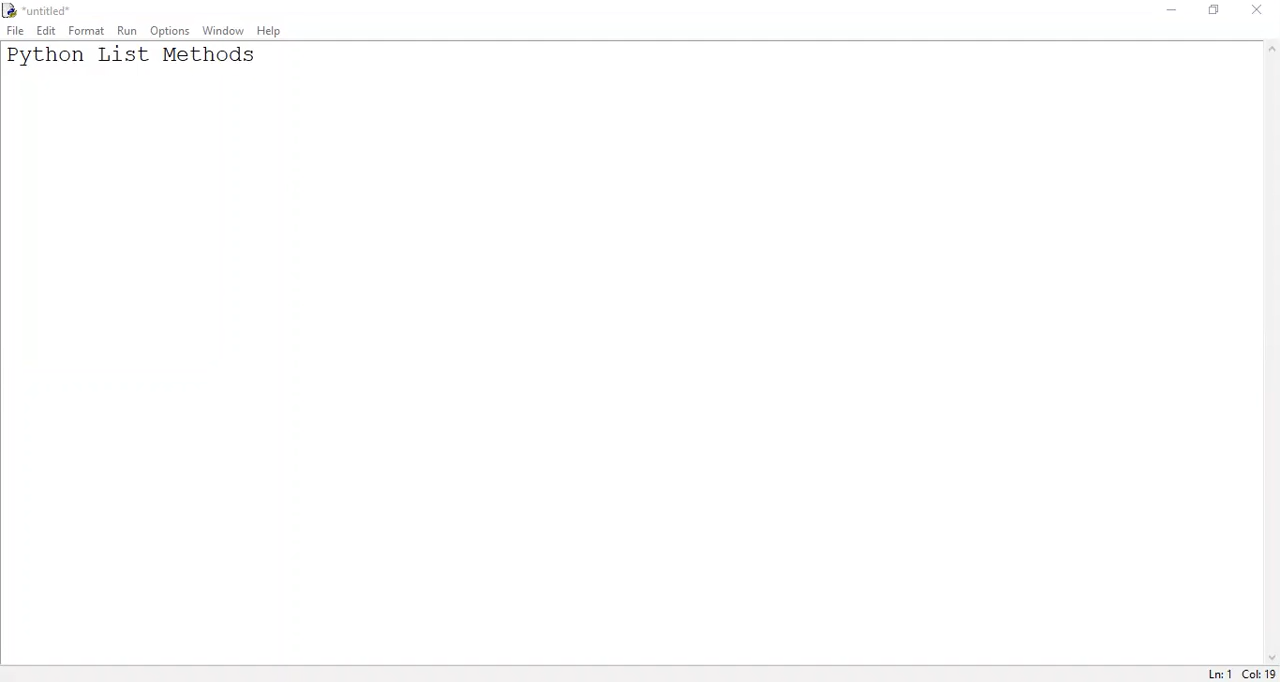 *untitled*
File Edit Format Run Options Window Help
Python List Methods
Ln: 1 Col: 19